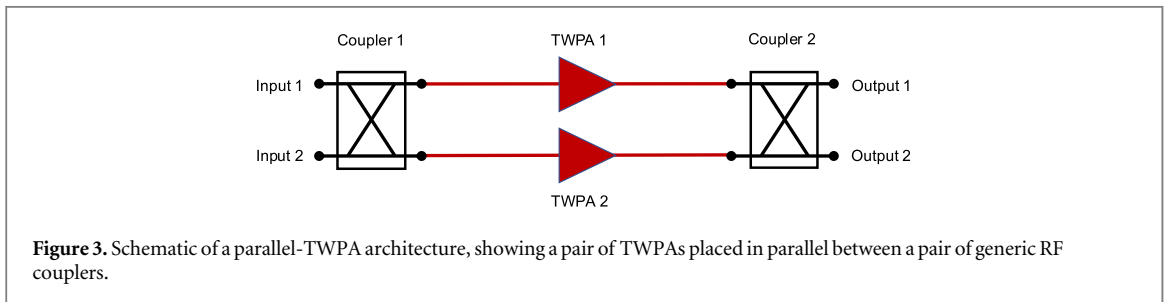 Coupler 1
TWPA 1
Coupler 2
Input 1
Output 1
Input 2
Output 2
TWPA 2
Figure 3. Schematic of a parallel-TWPA architecture, showing a pair of TWPAs placed in parallel between a pair of generic RF
couplers.